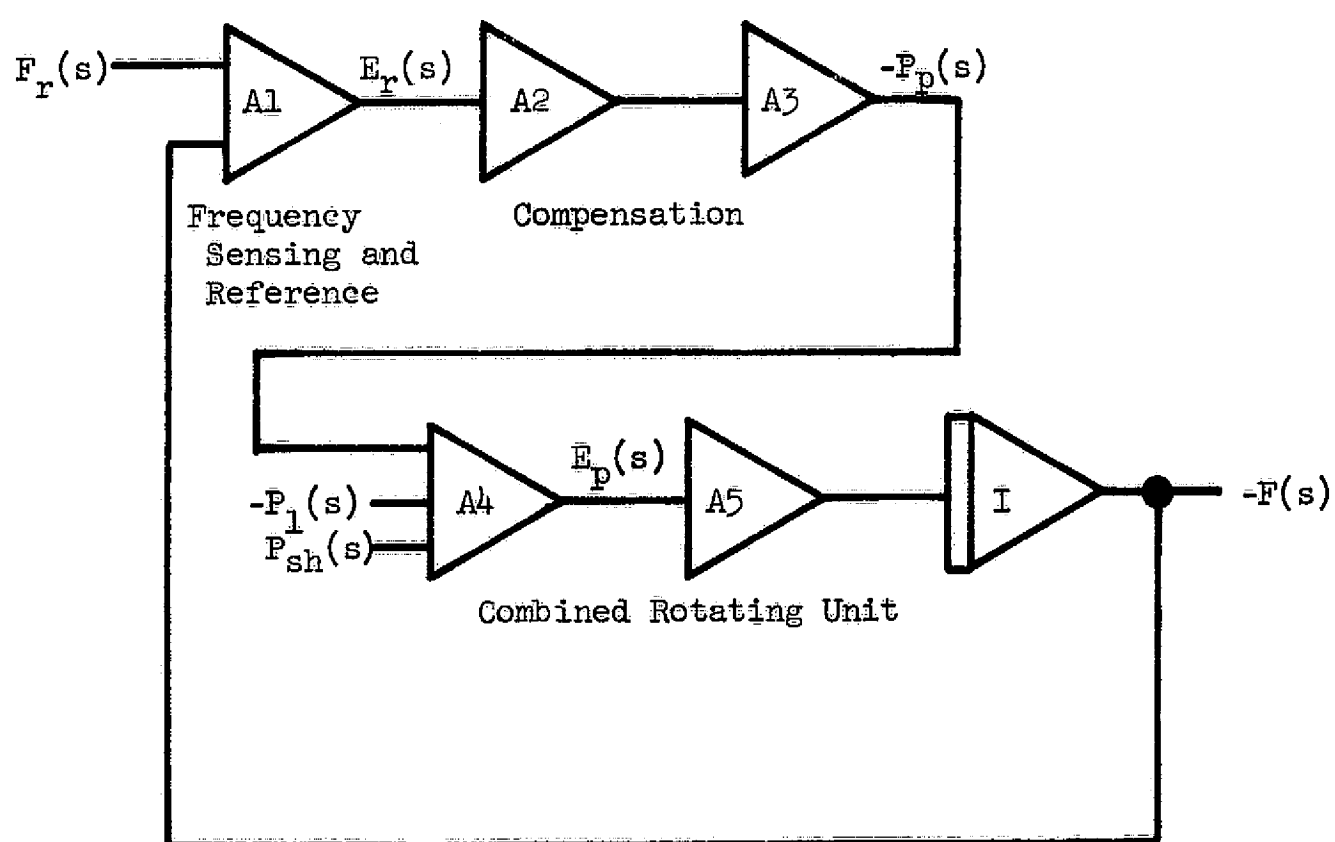 F_r(s)
A1
E_r(s)
A2
A3
-P_p(s)
Frequency
Sensing and
Reference
Compensation
-P_l(s)
P_sh(s)
A4
E_p(s)
A5
I
-F(s)
Combined Rotating Unit